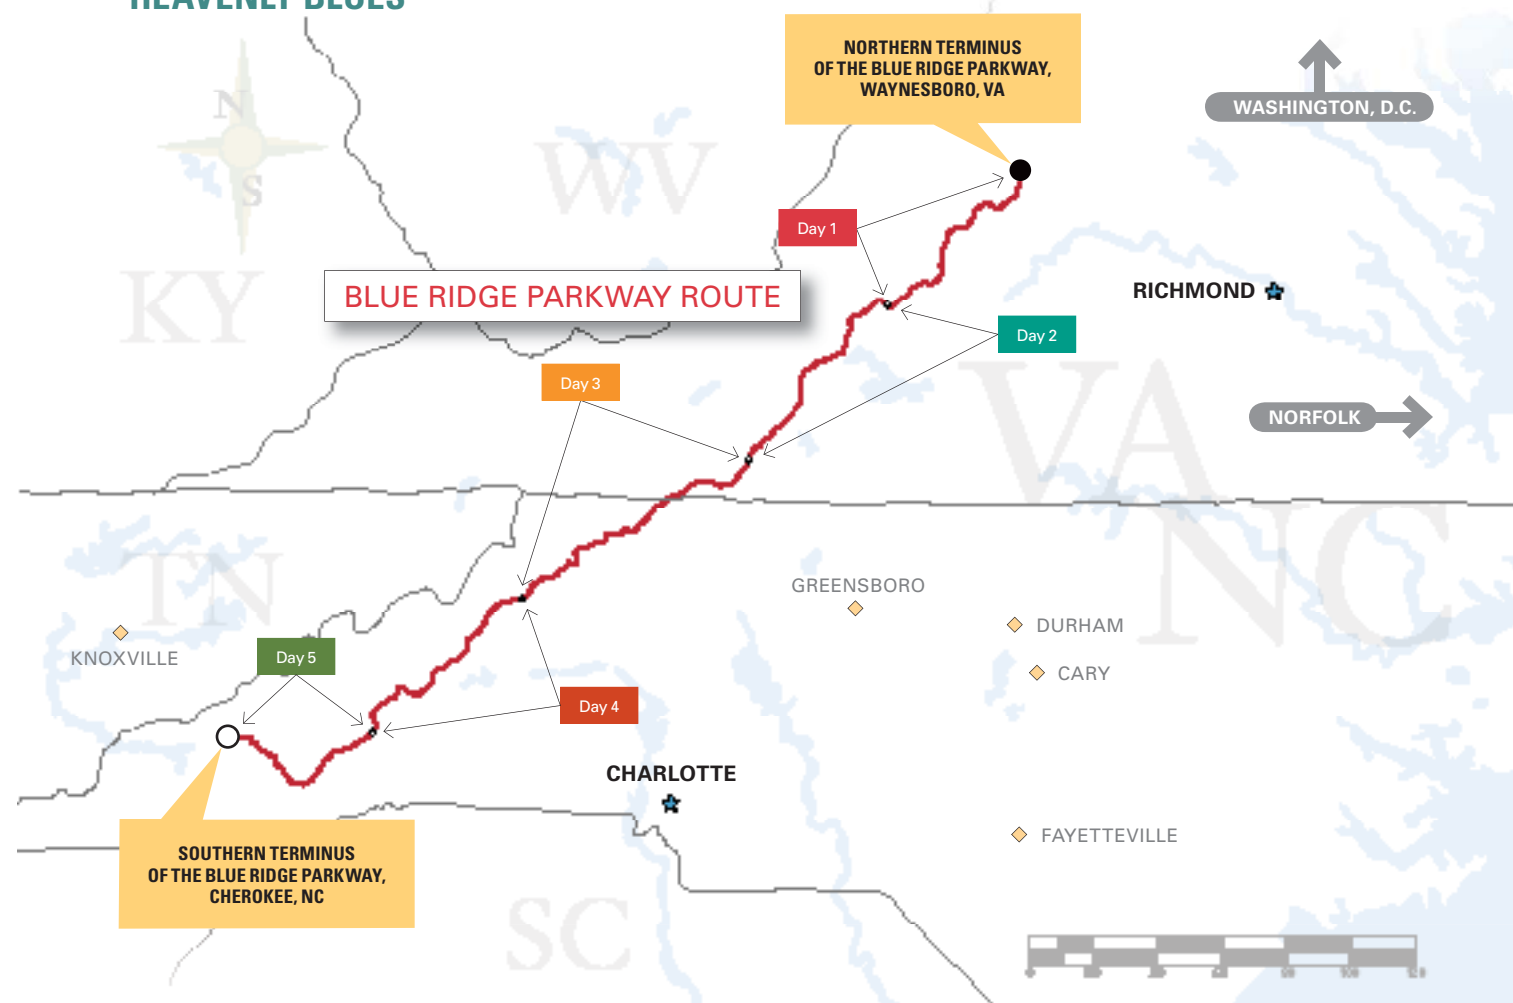 HEAVENLY BLUES
NORTHERN TERMINUS
OF THE BLUE RIDGE PARKWAY,
WAYNESBORO, VA
WASHINGTON, D.C.
N
S
WV
KY
Day 1
BLUE RIDGE PARKWAY ROUTE
RICHMOND
Day 2
Day 3
NORFOLK
VA
NC
TN
GREENSBORO
DURHAM
KNOXVILLE
Day 5
CARY
Day 4
CHARLOTTE
FAYETTEVILLE
SOUTHERN TERMINUS
OF THE BLUE RIDGE PARKWAY,
CHEROKEE, NC
SC